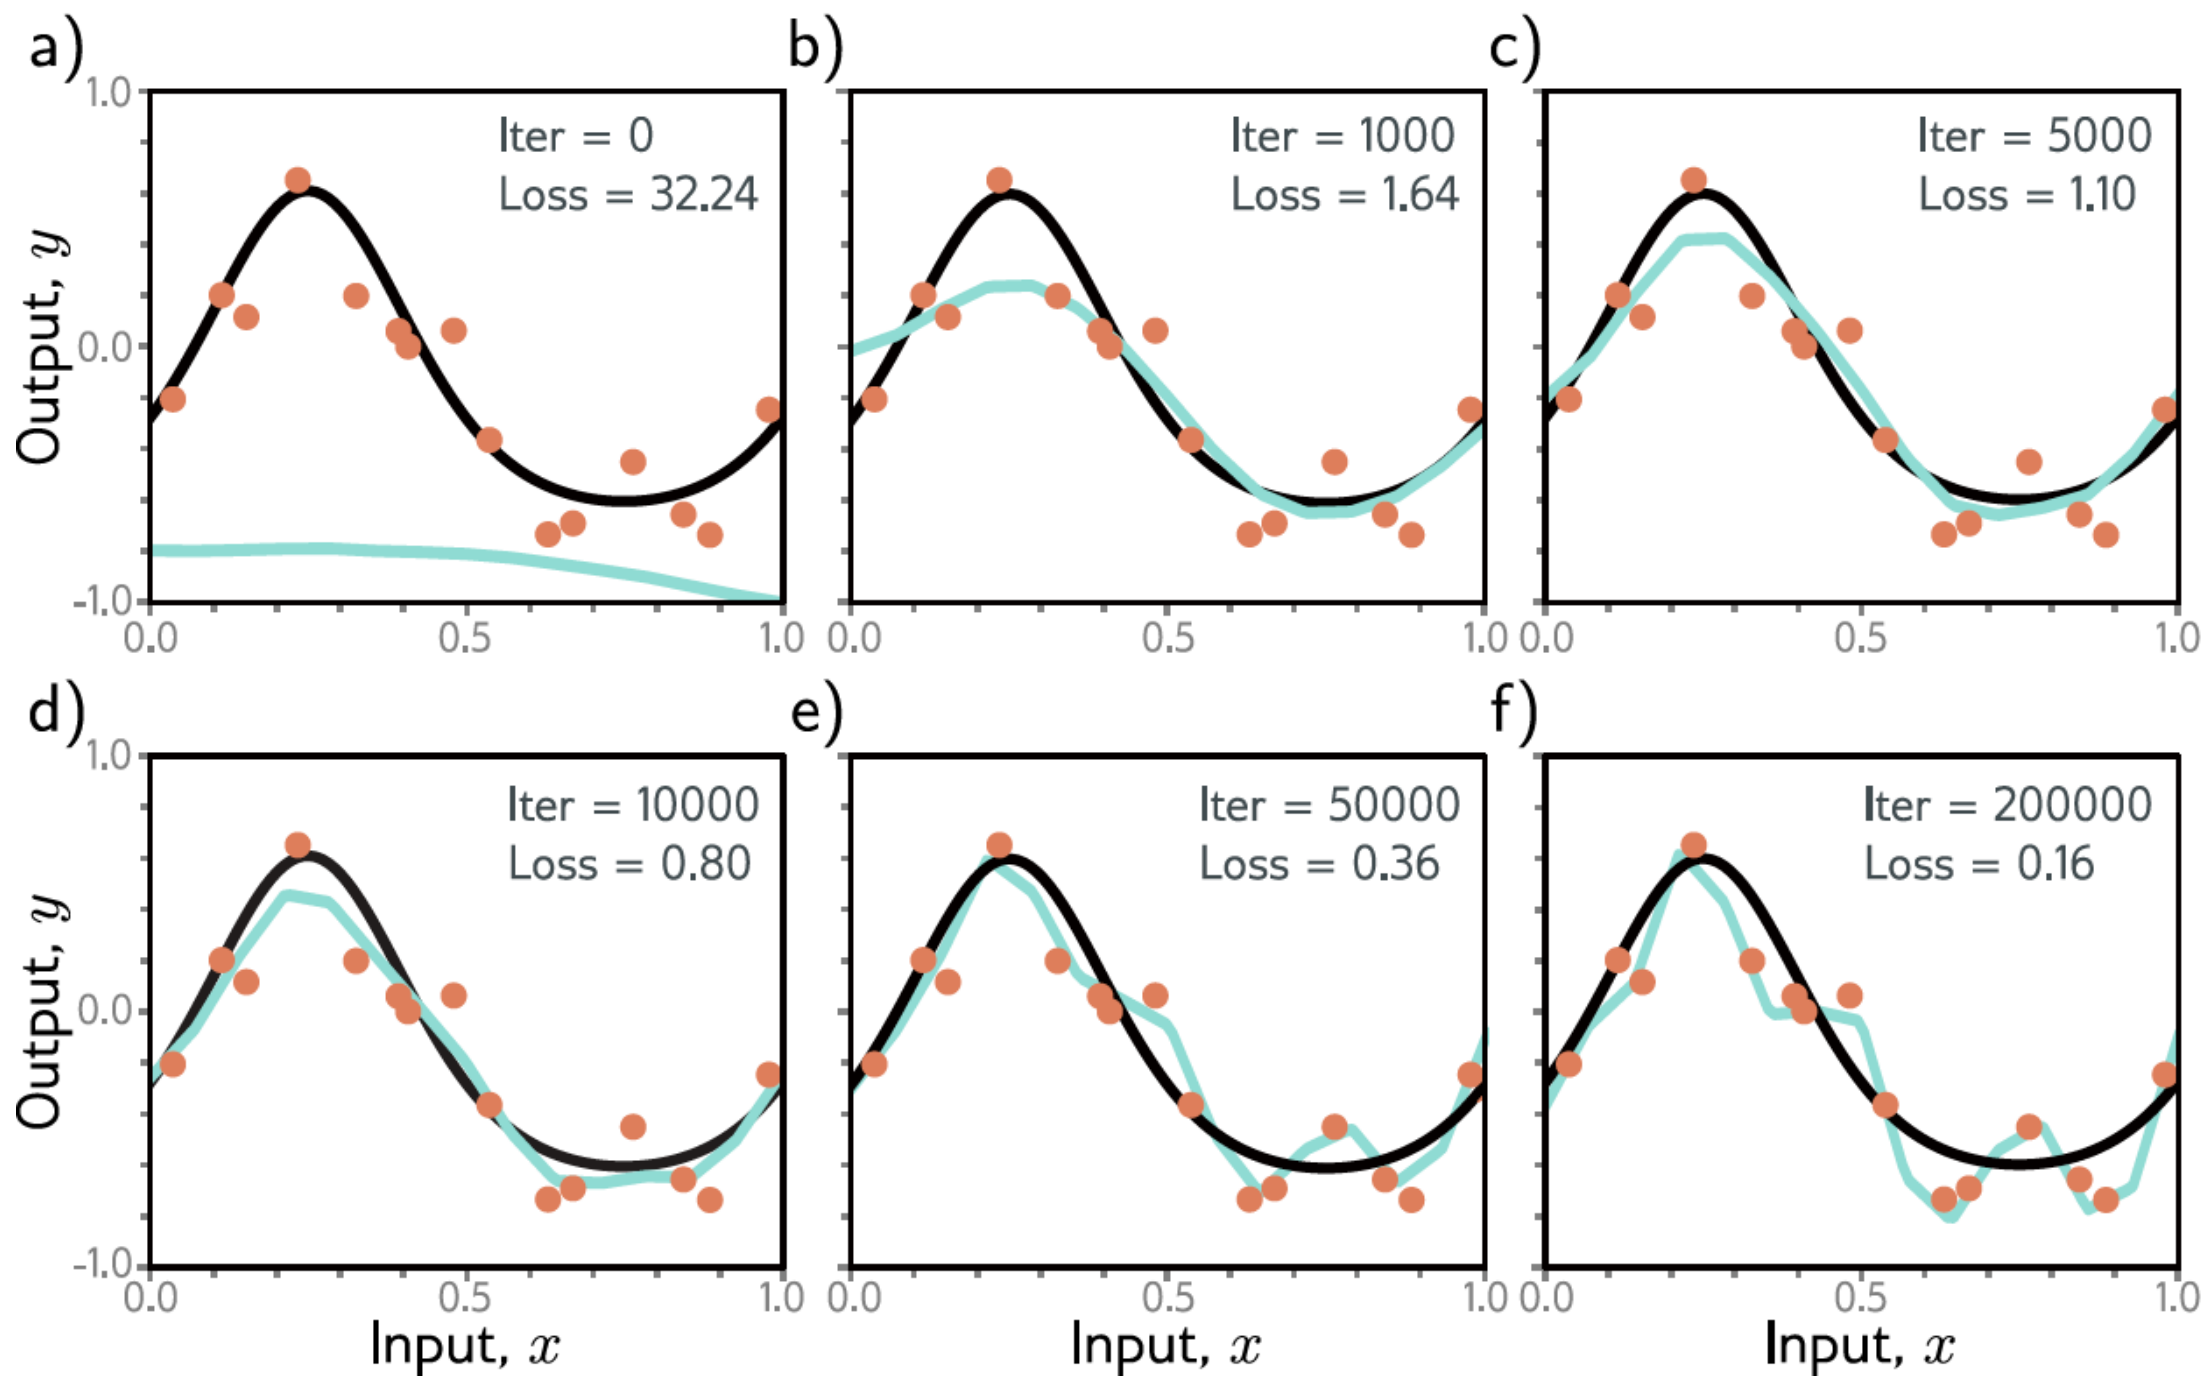 a)
b)
c)
1.0
Iter = 0
Loss = 32.24
Iter = 1000
Loss = 1.64
Iter = 5000
Loss = 1.10
Output, y
0.0
-1.0
0.0 0.5 1.0
0.0 0.5 1.0
0.0 0.5 1.0
d)
e)
f)
1.0
Iter = 10000
Loss = 0.80
Iter = 50000
Loss = 0.36
Iter = 200000
Loss = 0.16
Output, y
0.0
-1.0
0.0 0.5 1.0
0.0 0.5 1.0
0.0 0.5 1.0
Input, x
Input, x
Input, x